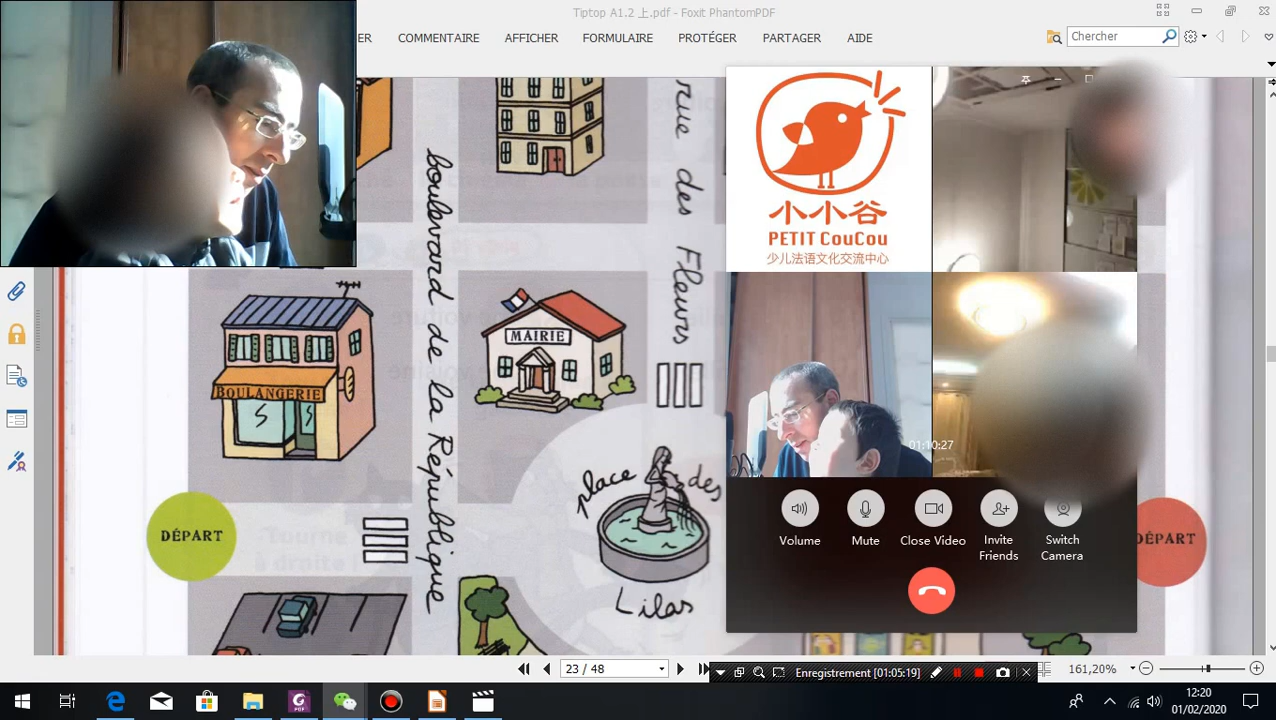 Tiptop A1.2 上.pdf - Foxit PhantomPDF
COMMENTAIRE AFFICHER FORMULAIRE PROTÉGER PARTAGER AIDE
Chercher
rue des Fleurs
boulevard de la République
BOULANGERIE
MAIRIE
place des
Lilas
DÉPART
DÉPART
Tourne
à droite !
小小谷
PETIT CouCou
少儿法语文化交流中心
01:10:27
Volume
Mute
Close Video
Invite
Friends
Switch
Camera
23 / 48
Enregistrement [01:05:19]
161,20%
12:20
01/02/2020